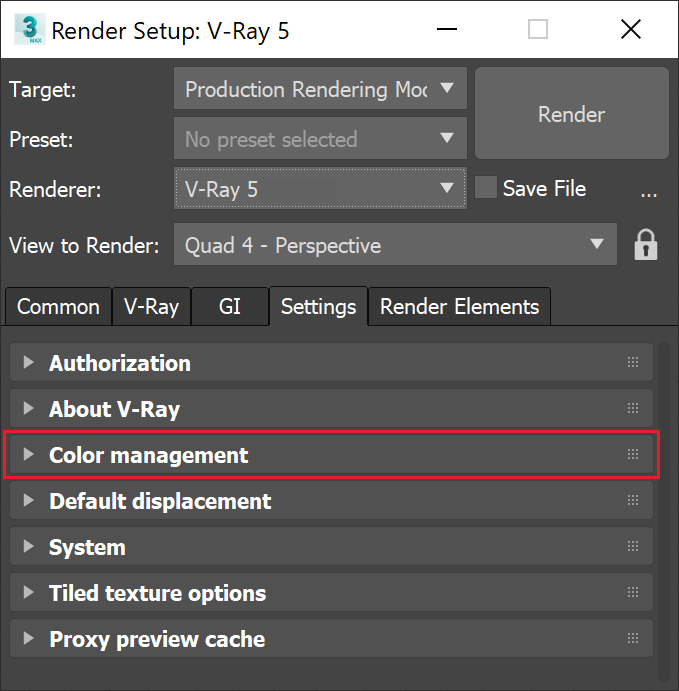 3 MAX Render Setup: V-Ray 5
Target: Production Rendering Mod
Render
Preset: No preset selected
Renderer: V-Ray 5 Save File ...
View to Render: Quad 4 - Perspective
Common V-Ray GI Settings Render Elements
Authorization
About V-Ray
Color management
Default displacement
System
Tiled texture options
Proxy preview cache